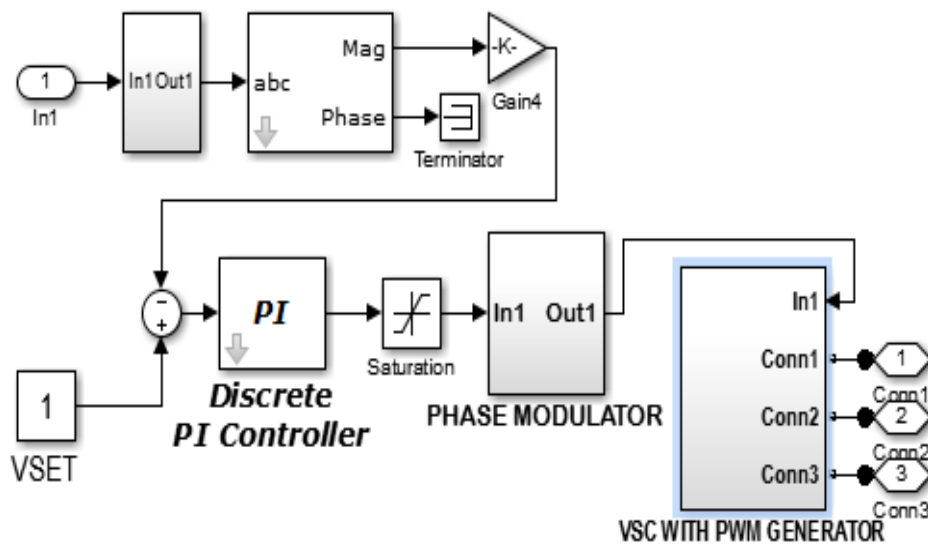 1
In1
In1 Out1
abc
Mag
Phase
-K-
Gain4
Terminator
-
+
PI
Discrete
PI Controller
Saturation
1
VSET
In1 Out1
PHASE MODULATOR
In1
Conn1
Conn2
Conn3
1
Conn1
2
Conn2
3
Conn3
VSC WITH PWM GENERATOR